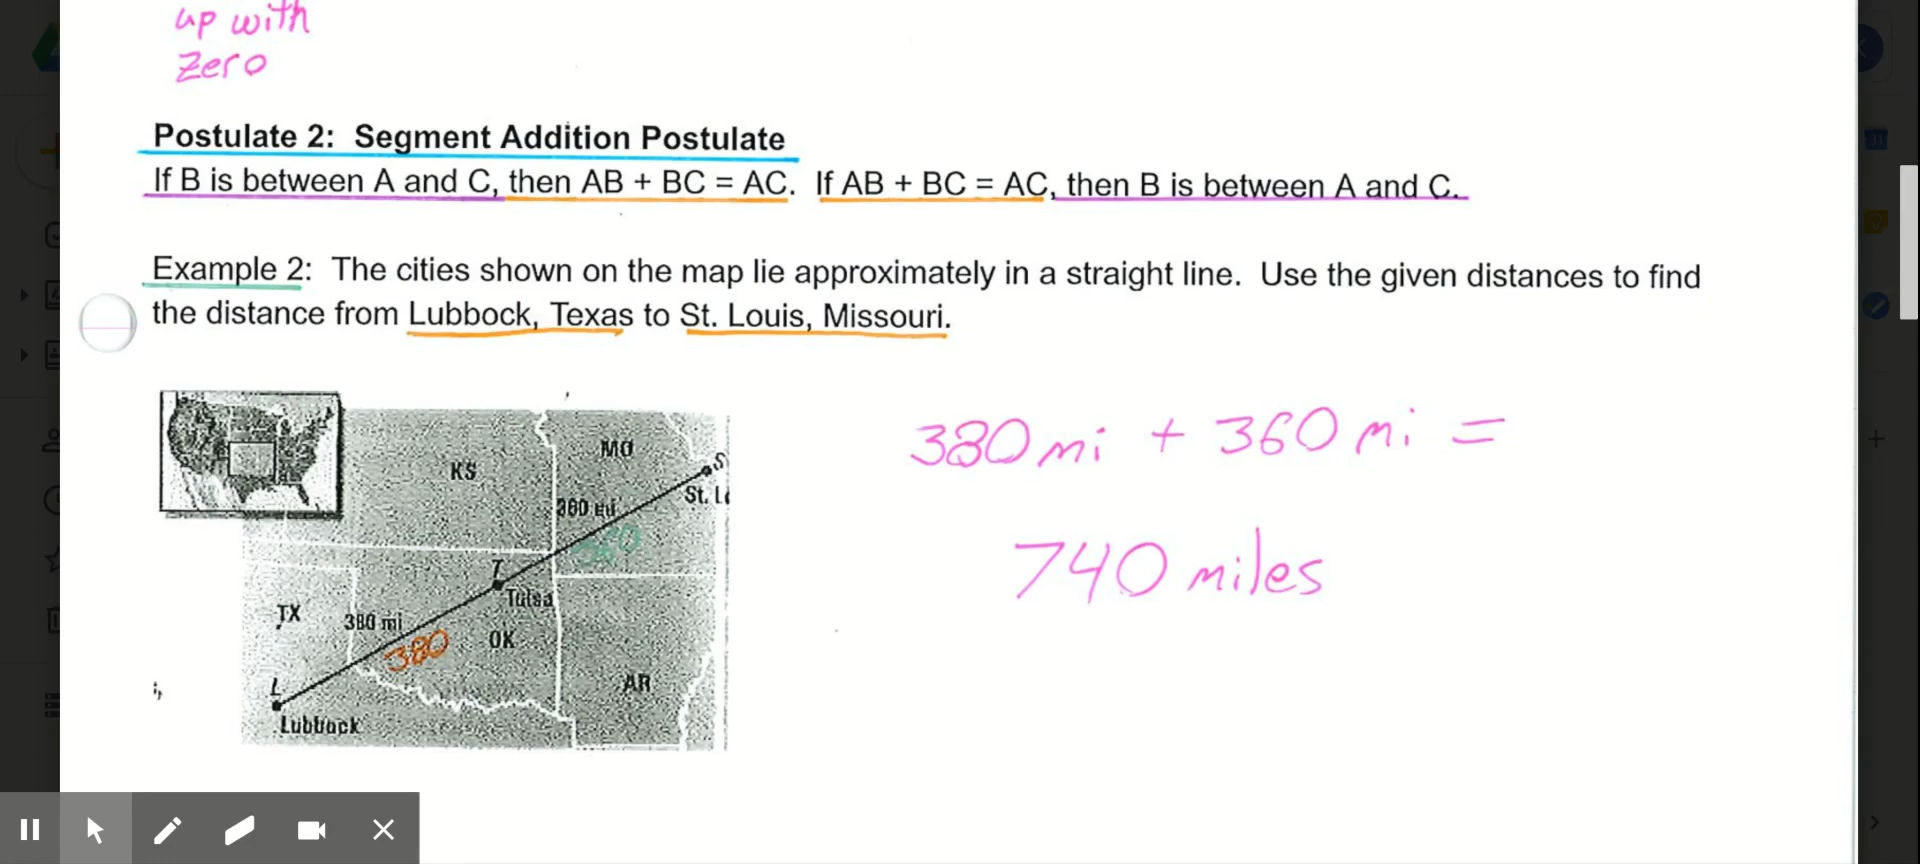 up with
zero
Postulate 2: Segment Addition Postulate
If B is between A and C, then AB + BC = AC. If AB + BC = AC, then B is between A and C.
Example 2: The cities shown on the map lie approximately in a straight line. Use the given distances to find
the distance from Lubbock, Texas to St. Louis, Missouri.
380 mi + 360 mi =
740 miles
MO
KS
S
St. L
360 mi
360
T
Tulsa
TX
380 mi
380
OK
AR
L
Lubbock
31